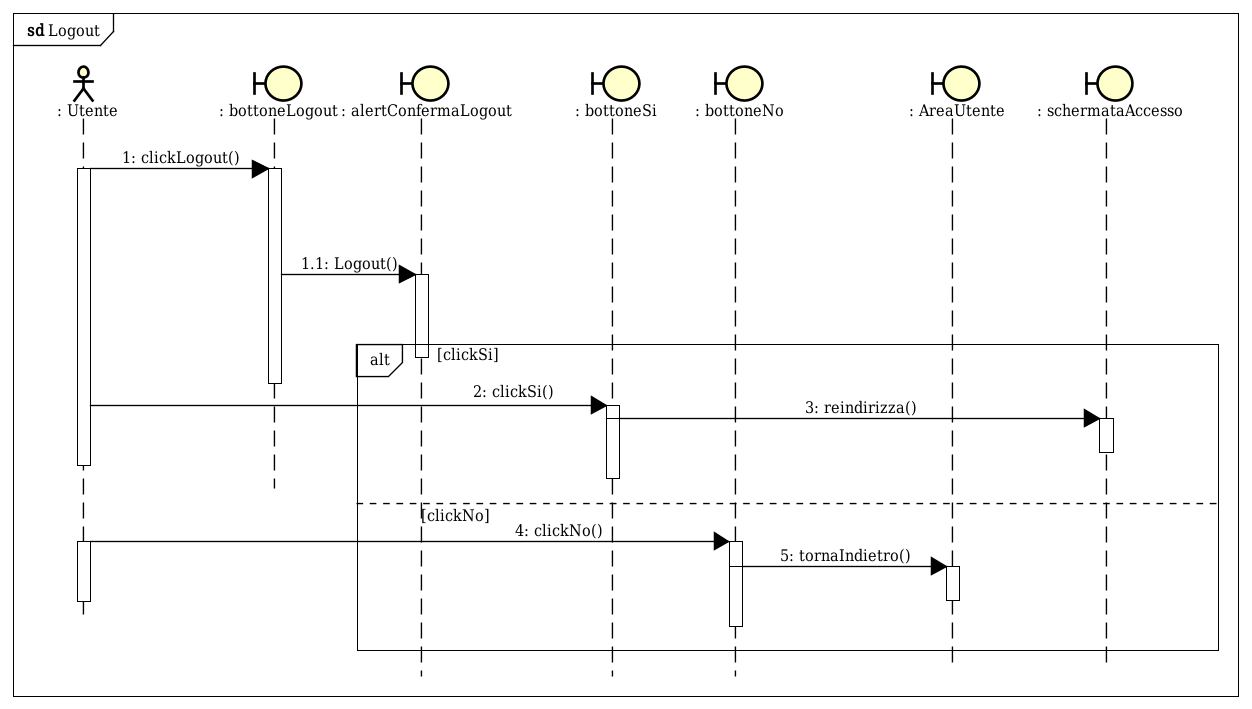 sd Logout
: Utente
: bottoneLogout
: alertConfermaLogout
: bottoneSi
: bottoneNo
: AreaUtente
: schermataAccesso
1: clickLogout()
1.1: Logout()
alt
[clickSi]
2: clickSi()
3: reindirizza()
[clickNo]
4: clickNo()
5: tornaIndietro()